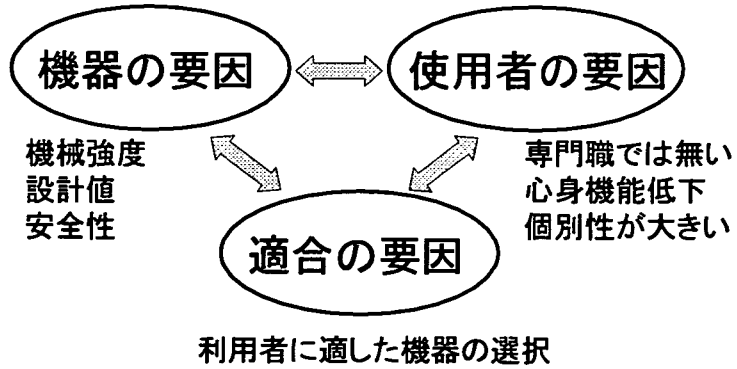 機器の要因
使用者の要因
機械強度
設計値
安全性
専門職では無い
心身機能低下
個別性が大きい
適合の要因
利用者に適した機器の選択